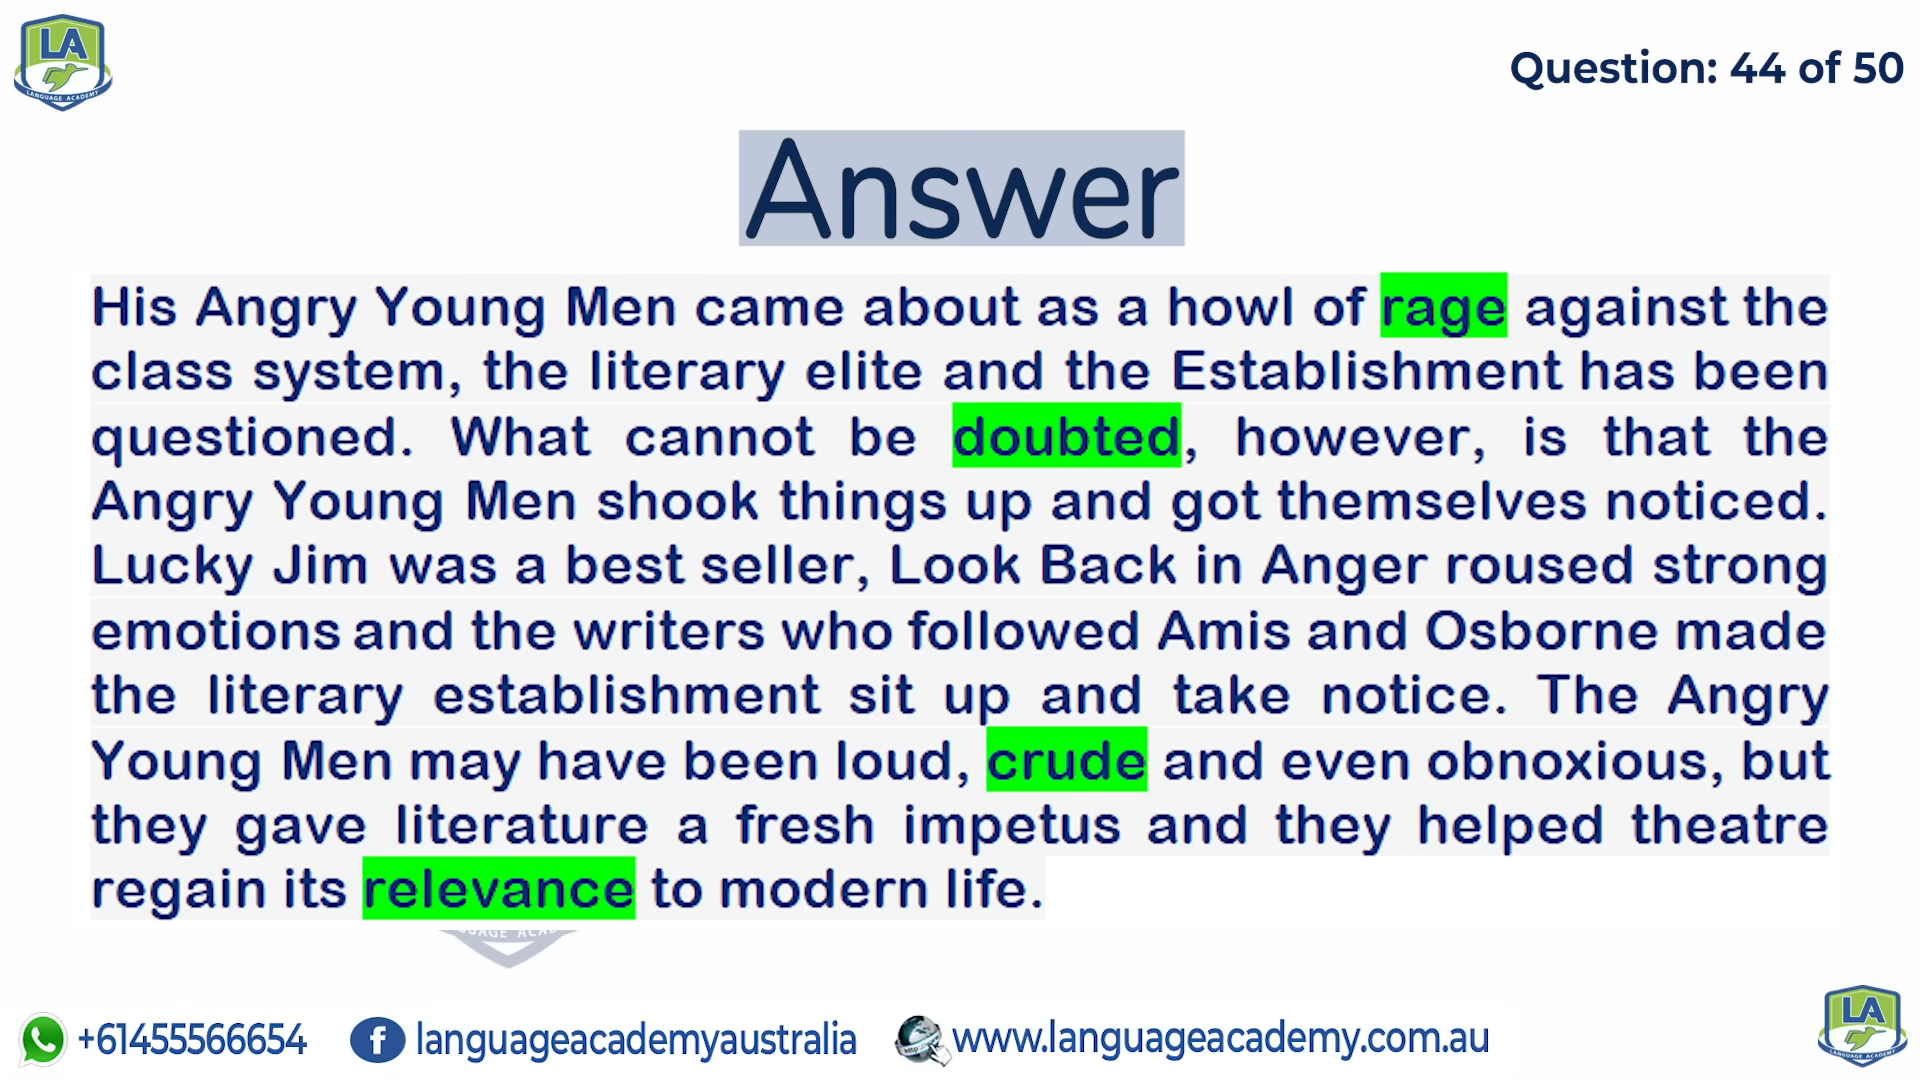 LA
LANGUAGE ACADEMY
Question: 44 of 50
Answer
His Angry Young Men came about as a howl of rage against the
class system, the literary elite and the Establishment has been
questioned. What cannot be doubted, however, is that the
Angry Young Men shook things up and got themselves noticed.
Lucky Jim was a best seller, Look Back in Anger roused strong
emotions and the writers who followed Amis and Osborne made
the literary establishment sit up and take notice. The Angry
Young Men may have been loud, crude and even obnoxious, but
they gave literature a fresh impetus and they helped theatre
regain its relevance to modern life.
+61455566654
languageacademyaustralia
www.languageacademy.com.au
LA
LANGUAGE ACADEMY